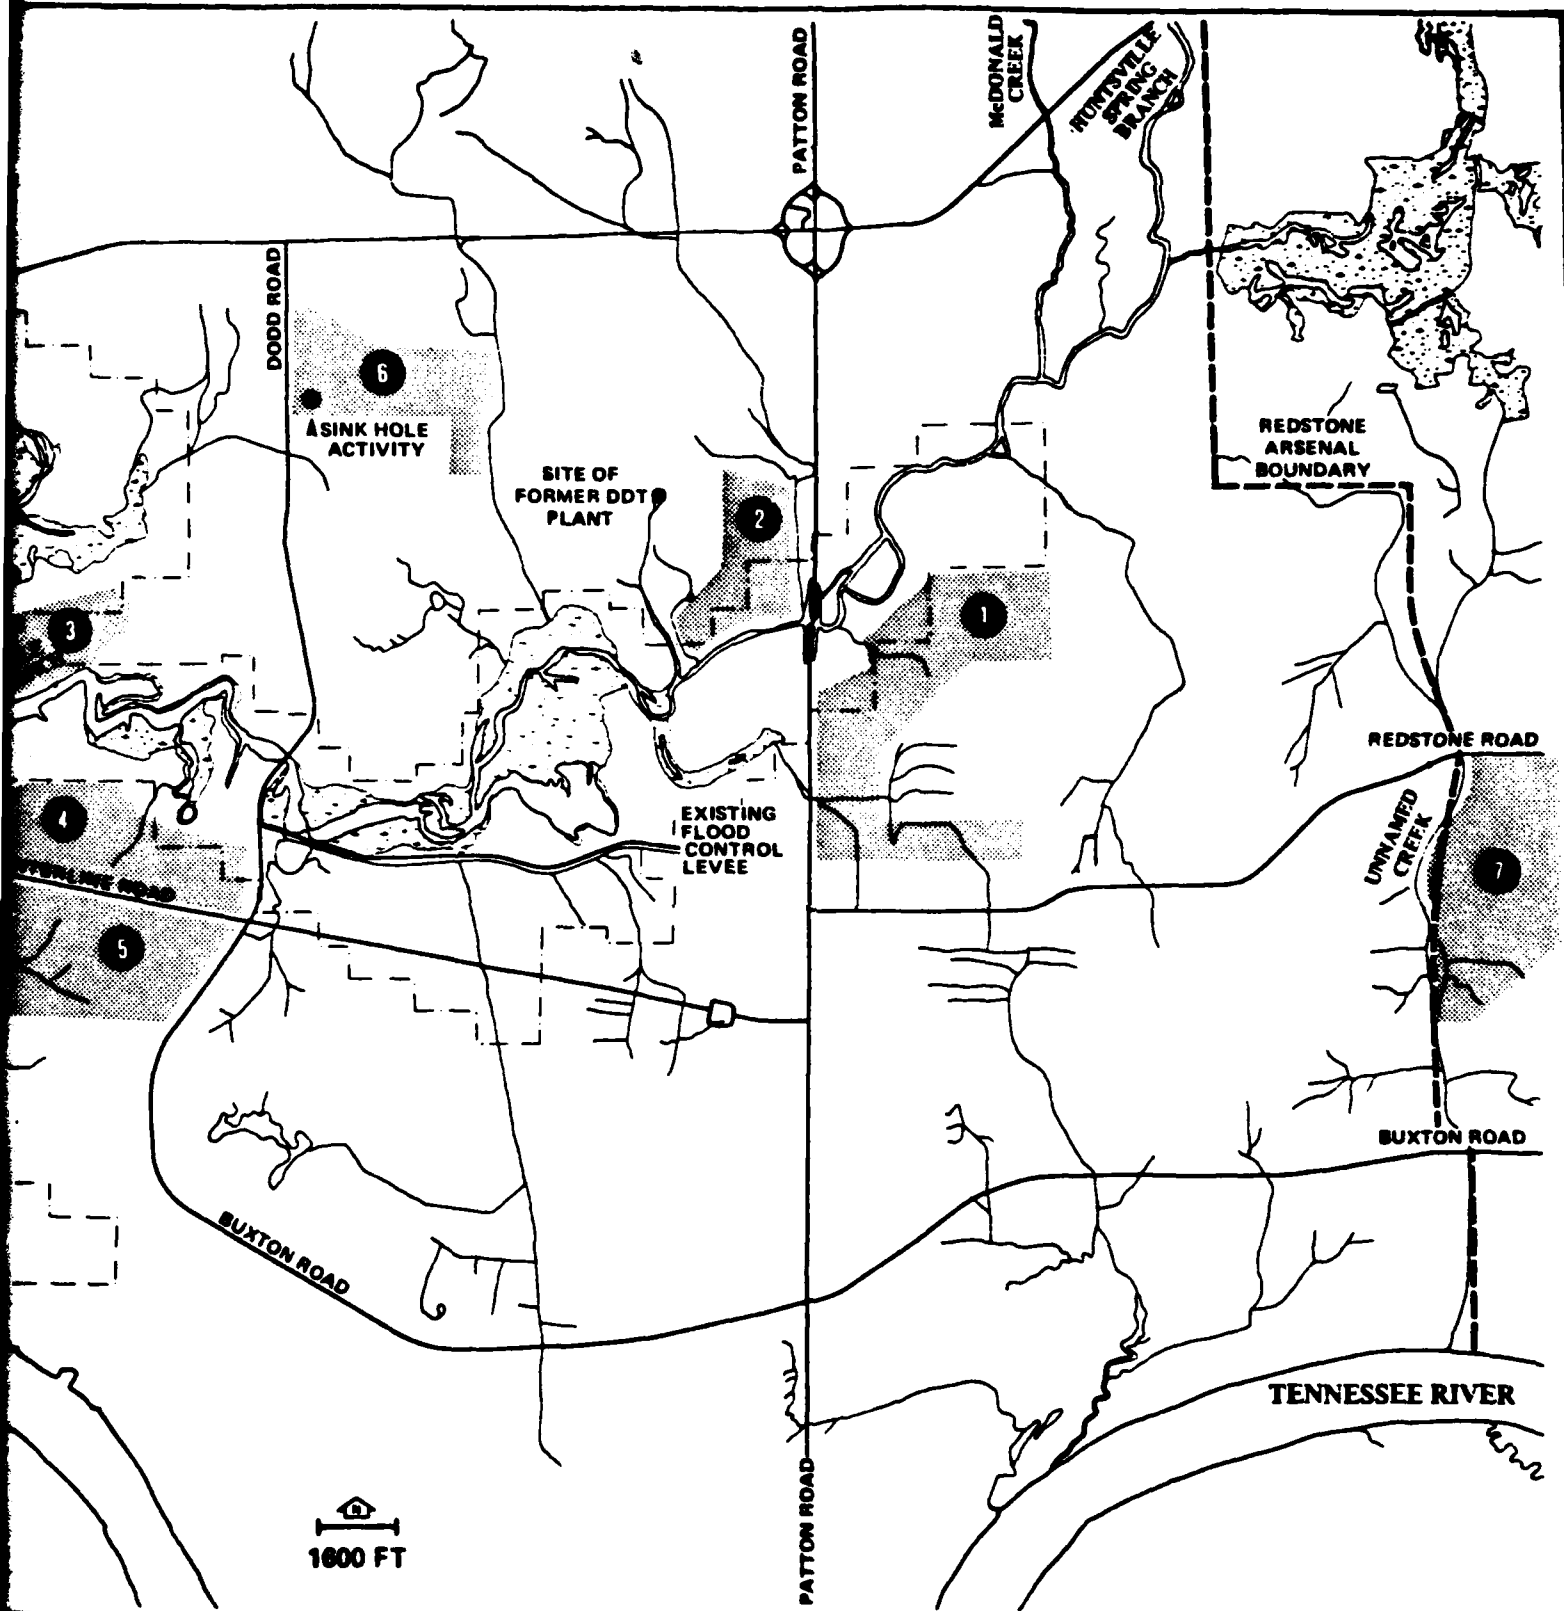 PATTON ROAD
McDONALD
CREEK
HUNTSVILLE
SPRING
BRANCH
DODD ROAD
6
SINK HOLE
ACTIVITY
REDSTONE
ARSENAL
BOUNDARY
SITE OF
FORMER DDT
PLANT
2
1
3
REDSTONE ROAD
4
EXISTING
FLOOD
CONTROL
LEVEE
UNNAMED
CREEK
7
ROAD
5
BUXTON ROAD
BUXTON ROAD
TENNESSEE RIVER
PATTON ROAD
N
1600 FT